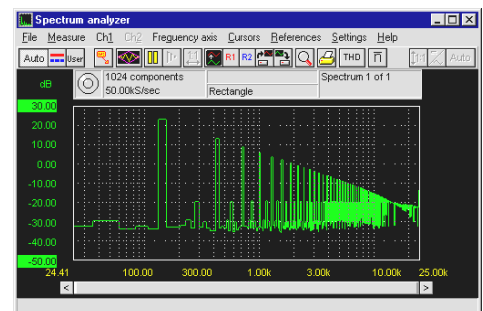 Spectrum analyzer
File Measure Ch1 Ch2 Frequency axis Cursors References Settings Help
Auto User R1 R2 THD 1:1 Auto
dB 1024 components Spectrum 1 of 1
50.00kS/sec Rectangle
30.00
20.00
10.00
0.00
-10.00
-20.00
-30.00
-40.00
-50.00
24.41 100.00 300.00 1.00k 3.00k 10.00k 25.00k